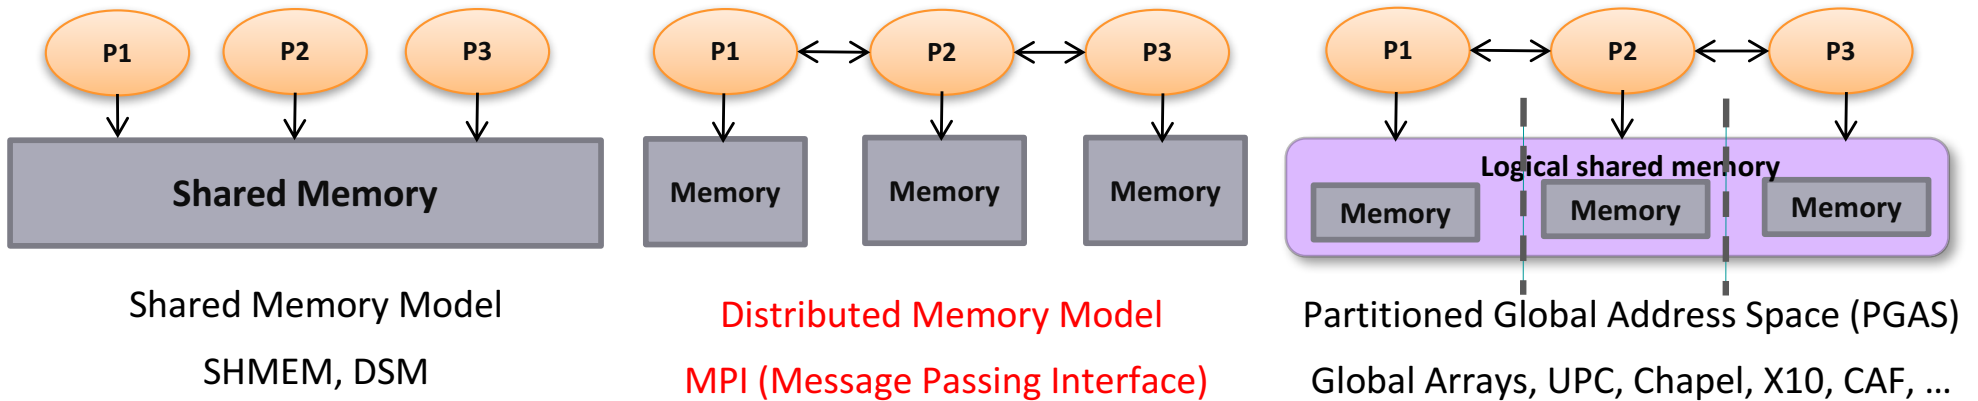 P1
P2
P3
Shared Memory
Shared Memory Model
SHMEM, DSM
P1
P2
P3
Memory
Memory
Memory
Distributed Memory Model
MPI (Message Passing Interface)
P1
P2
P3
Logical shared memory
Memory
Memory
Memory
Partitioned Global Address Space (PGAS)
Global Arrays, UPC, Chapel, X10, CAF, …